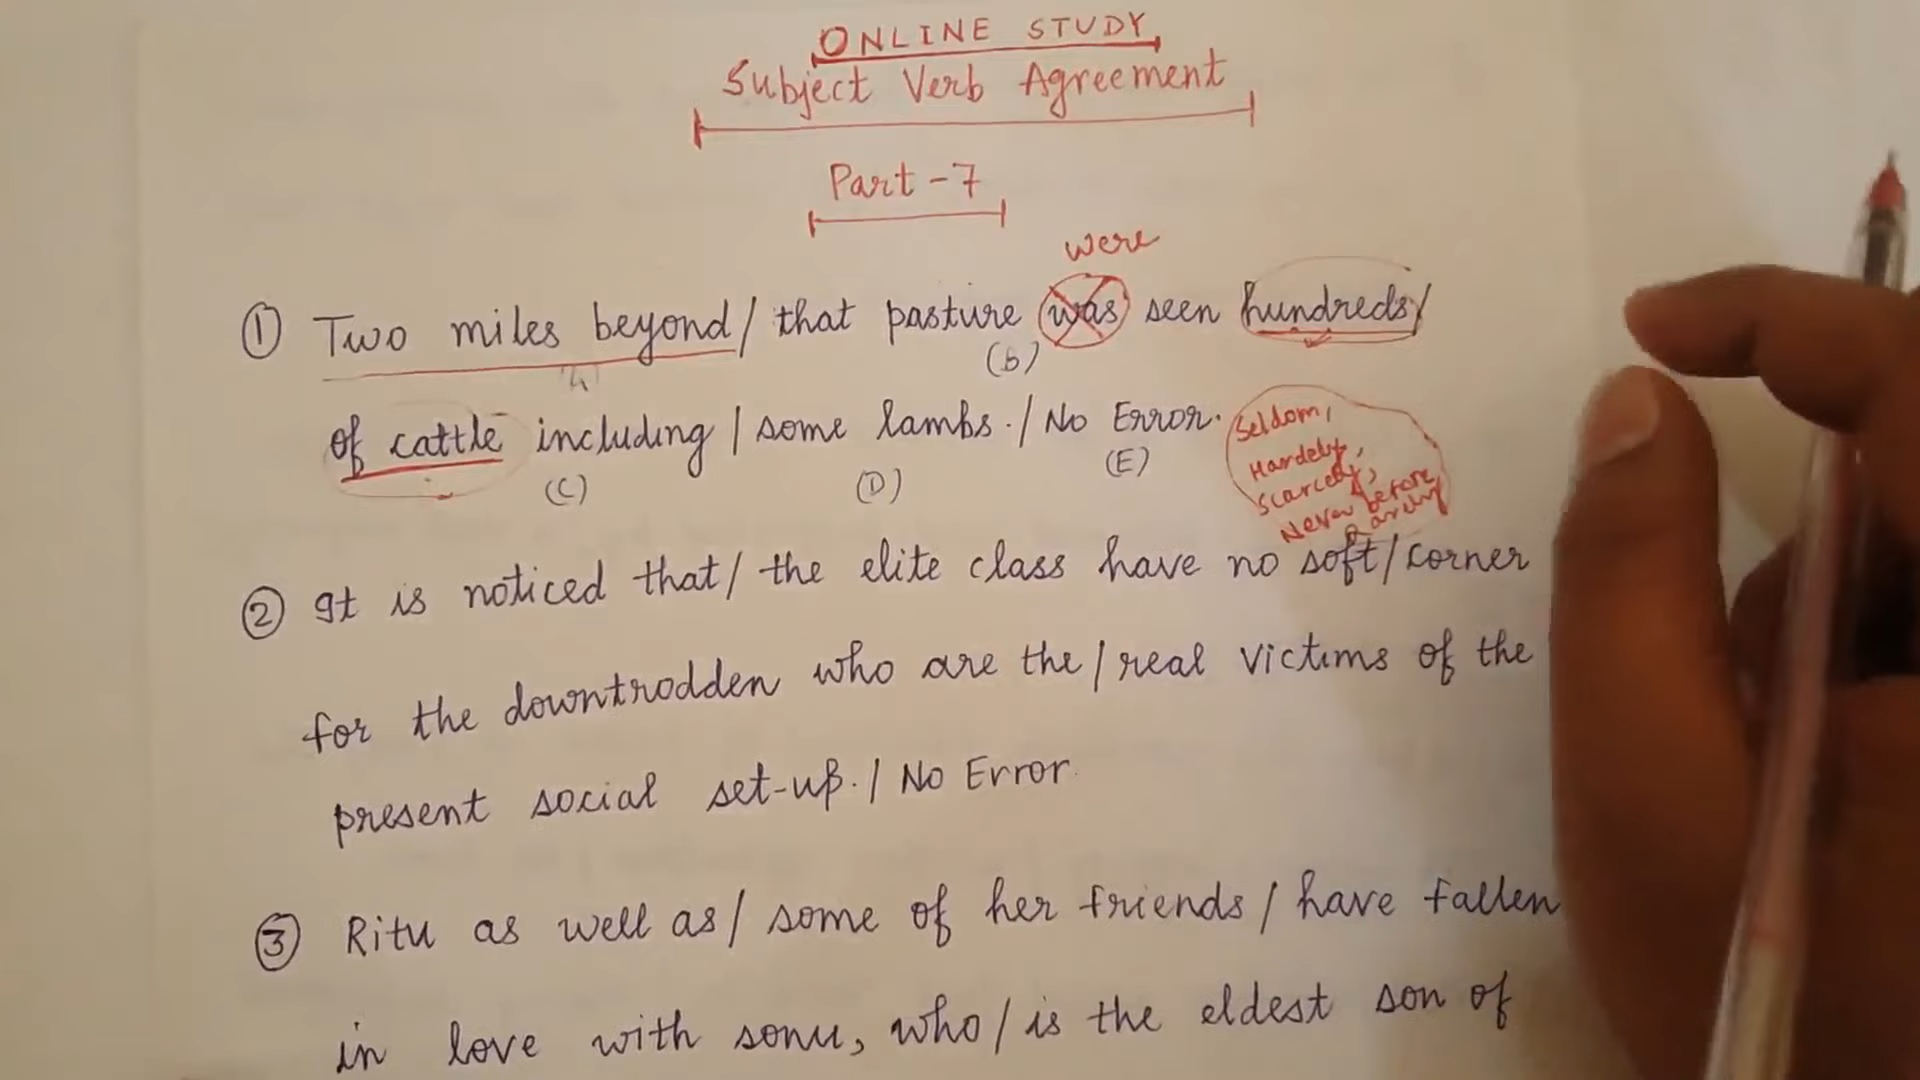 ONLINE STUDY
Subject Verb Agreement
Part-7
were
① Two miles beyond/ that pasture was seen hundreds/
(A) (B)
of cattle including / some lambs./ No Error.
(C) (D) (E)
Seldom,
Hardely,
Scarcely,
Never before
② It is noticed that/ the elite class have no soft/corner
for the downtrodden who are the/ real victims of the
present social set-up./ No Error
③ Ritu as well as/ some of her friends/ have fallen
in love with sonu, who/ is the eldest son of